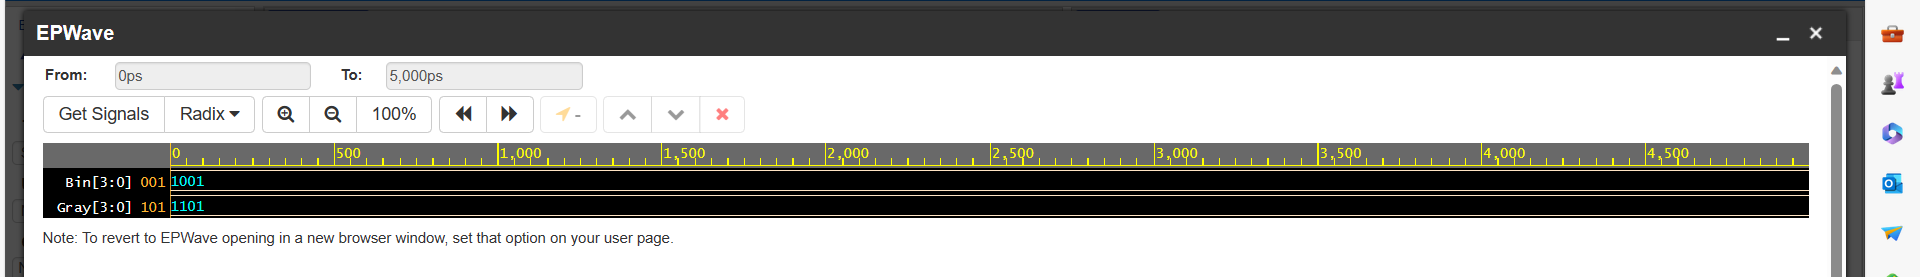 EPWave
From: 0ps To: 5,000ps
Get Signals Radix 100% -
0 500 1,000 1,500 2,000 2,500 3,000 3,500 4,000 4,500
Bin[3:0] 001 1001
Gray[3:0] 101 1101
Note: To revert to EPWave opening in a new browser window, set that option on your user page.